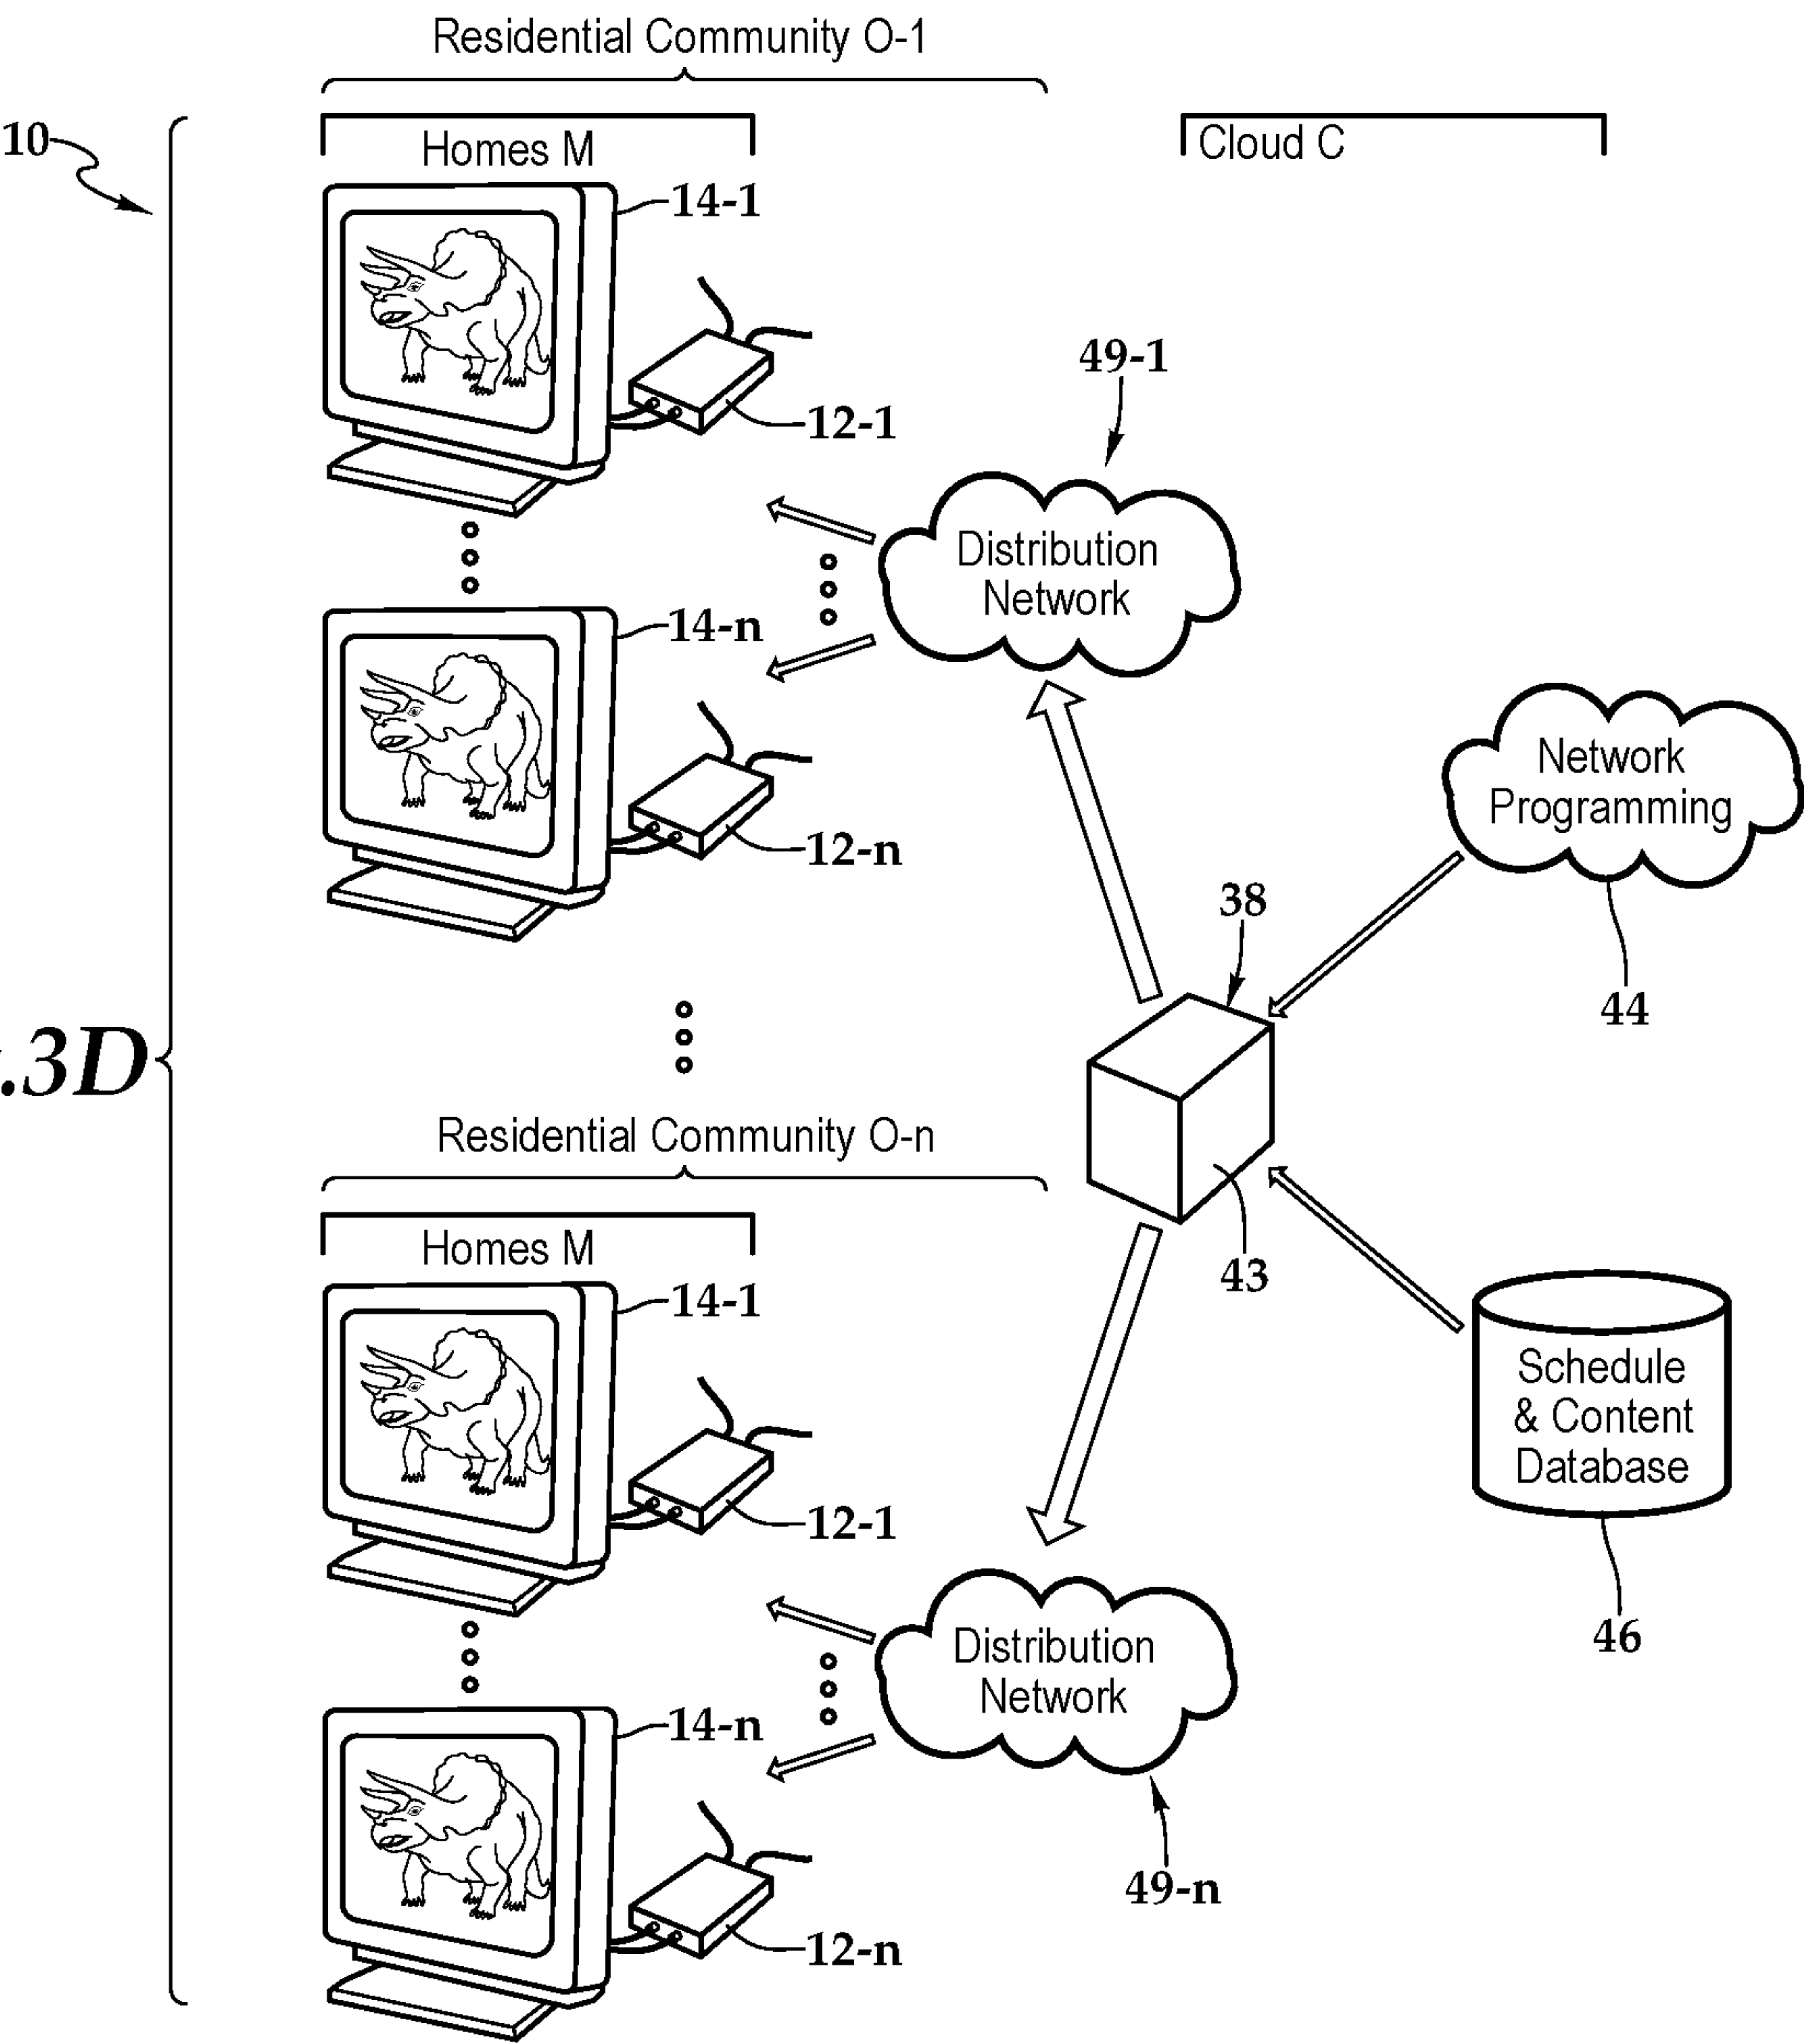 Residential Community O-1
10
Homes M
Cloud C
14-1
12-1
49-1
Distribution
Network
14-n
12-n
Network
Programming
44
38
.3D
Residential Community O-n
43
Homes M
14-1
12-1
Schedule
& Content
Database
46
Distribution
Network
14-n
49-n
12-n